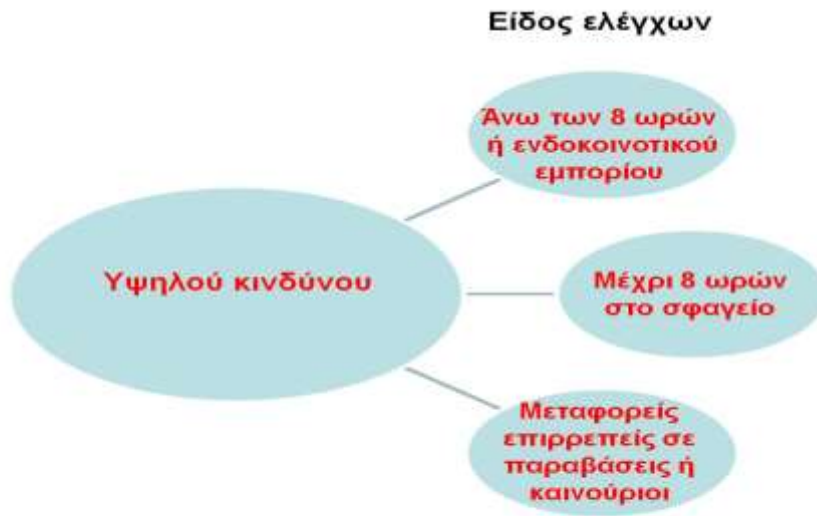 Είδος ελέγχων
Άνω των 8 ωρών
ή ενδοκοινοτικού
εμπορίου
Υψηλού κινδύνου
Μέχρι 8 ωρών
στο σφαγείο
Μεταφορείς
επιρρεπείς σε
παραβάσεις ή
καινούριοι